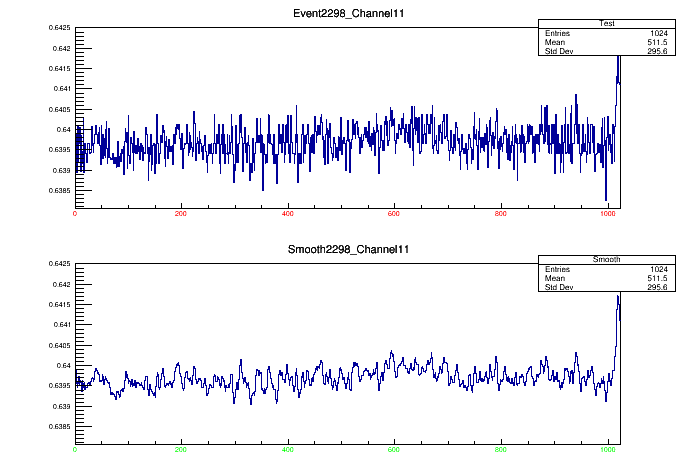 Event2298_Channel11
Test
Entries 1024
Mean 511.5
Std Dev 295.6
0.6425
0.642
0.6415
0.641
0.6405
0.64
0.6395
0.639
0.6385
0 200 400 600 800 1000
Smooth2298_Channel11
Smooth
Entries 1024
Mean 511.5
Std Dev 295.6
0.6425
0.642
0.6415
0.641
0.6405
0.64
0.6395
0.639
0.6385
0 200 400 600 800 1000